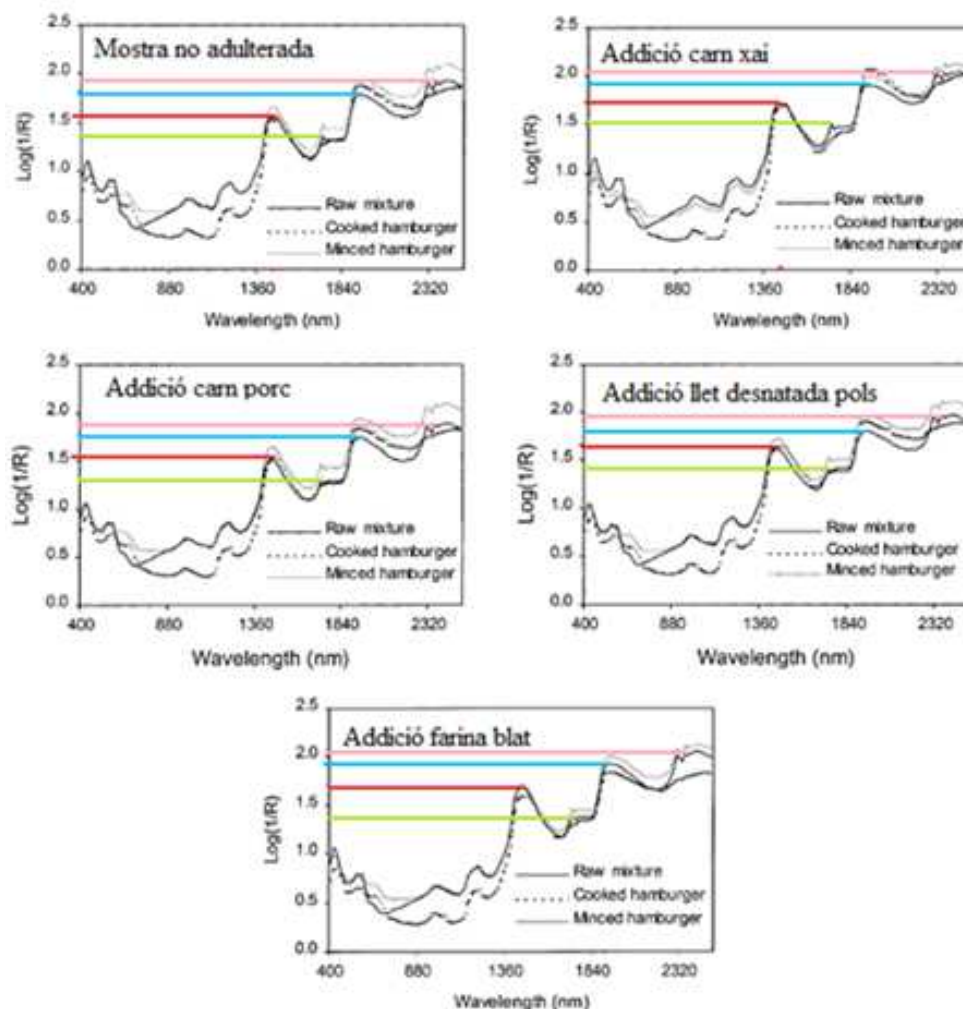 Mostra no adulterada
Log(1/R)
2.5
2.0
1.5
1.0
0.5
0.0
Raw mixture
Cooked hamburger
Minced hamburger
400 880 1360 1840 2320
Wavelength (nm)
Addició carn xai
Log(1/R)
2.5
2.0
1.5
1.0
0.5
0.0
Raw mixture
Cooked hamburger
Minced hamburger
400 880 1360 1840 2320
Wavelength (nm)
Addició carn porc
Log(1/R)
2.5
2.0
1.5
1.0
0.5
0.0
Raw mixture
Cooked hamburger
Minced hamburger
400 880 1360 1840 2320
Wavelength (nm)
Addició llet desnatada pols
Log(1/R)
2.5
2.0
1.5
1.0
0.5
0.0
Raw mixture
Cooked hamburger
Minced hamburger
400 880 1360 1840 2320
Wavelength (nm)
Addició farina blat
Log(1/R)
2.5
2.0
1.5
1.0
0.5
0.0
Raw mixture
Cooked hamburger
Minced hamburger
400 880 1360 1840 2320
Wavelength (nm)